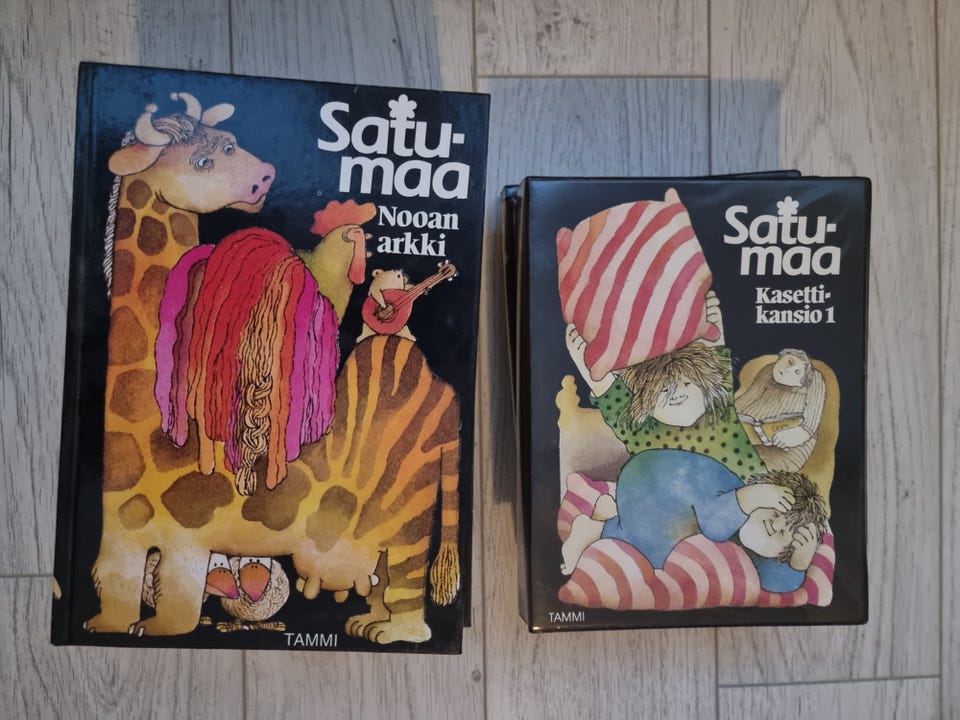 Satu-
maa
Nooan
arkki
TAMMI
Satu-
maa
Kasetti-
kansio 1
TAMMI